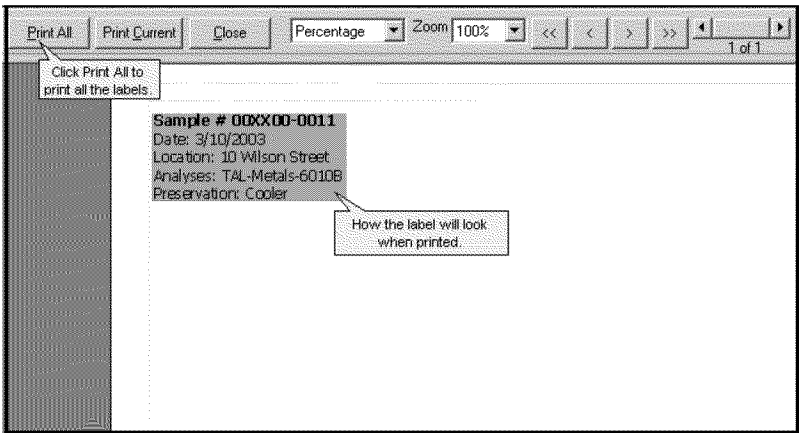 Print All Print Current Close Percentage Zoom 100% << < > >>
1 of 1
Click Print All to
print all the labels.
Sample # 00XX00-0011
Date: 3/10/2003
Location: 10 Wilson Street
Analyses: TAL-Metals-6010B
Preservation: Cooler
How the label will look
when printed.